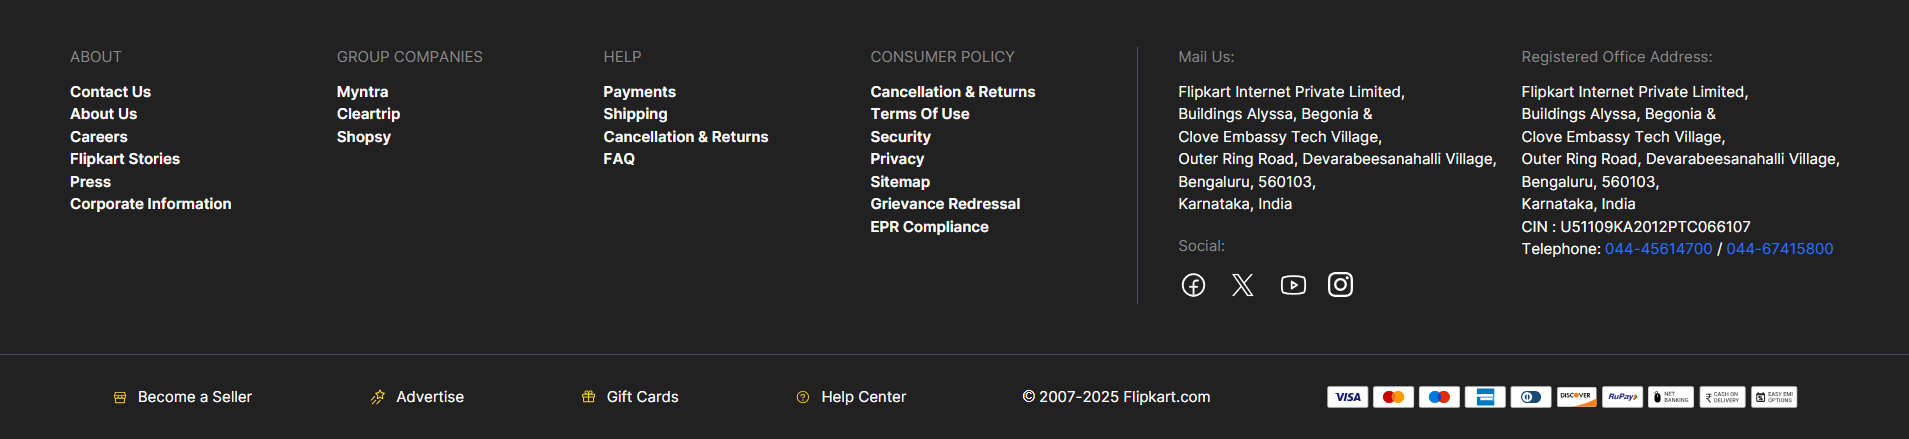 ABOUT
Contact Us
About Us
Careers
Flipkart Stories
Press
Corporate Information
GROUP COMPANIES
Myntra
Cleartrip
Shopsy
HELP
Payments
Shipping
Cancellation & Returns
FAQ
CONSUMER POLICY
Cancellation & Returns
Terms Of Use
Security
Privacy
Sitemap
Grievance Redressal
EPR Compliance
Mail Us:
Flipkart Internet Private Limited,
Buildings Alyssa, Begonia &
Clove Embassy Tech Village,
Outer Ring Road, Devarabeesanahalli Village,
Bengaluru, 560103,
Karnataka, India
Social:
Registered Office Address:
Flipkart Internet Private Limited,
Buildings Alyssa, Begonia &
Clove Embassy Tech Village,
Outer Ring Road, Devarabeesanahalli Village,
Bengaluru, 560103,
Karnataka, India
CIN : U51109KA2012PTC066107
Telephone: 044-45614700 / 044-67415800
Become a Seller
Advertise
Gift Cards
Help Center
© 2007-2025 Flipkart.com
VISA
DISCOVER
RuPay
NET
BANKING
CASH ON
DELIVERY
EASY EMI
OPTIONS